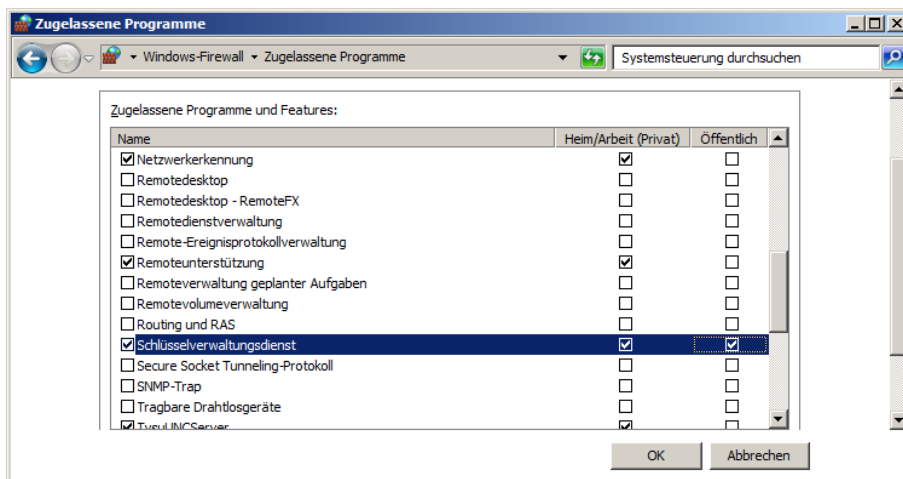 Zugelassene Programme
Windows-Firewall Zugelassene Programme Systemsteuerung durchsuchen
Zugelassene Programme und Features:
Name Heim/Arbeit (Privat) Öffentlich
Netzwerkerkennung
Remotedesktop
Remotedesktop - RemoteFX
Remotedienstverwaltung
Remote-Ereignisprotokollverwaltung
Remoteunterstützung
Remoteverwaltung geplanter Aufgaben
Remotevolumeverwaltung
Routing und RAS
Schlüsselverwaltungsdienst
Secure Socket Tunneling-Protokoll
SNMP-Trap
Tragbare Drahtlosgeräte
OK Abbrechen